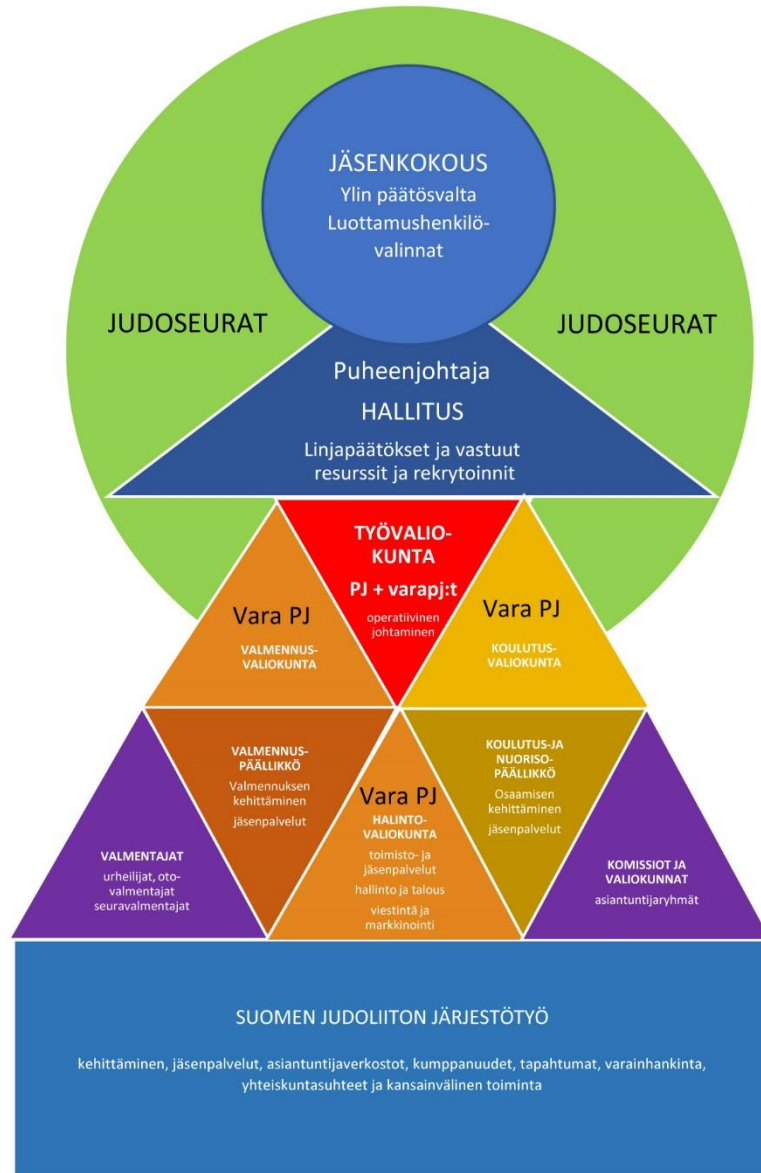 JÄSENKOKOUS
Ylin päätösvalta
Luottamushenkilö-
valinnat
JUDOSEURAT
JUDOSEURAT
Puheenjohtaja
HALLITUS
Linjapäätökset ja vastuut
resurssit ja rekrytoinnit
TYÖVALIO-
KUNTA
PJ + varapj:t
operatiivinen
johtaminen
Vara PJ
VALMENNUS-
VALIOKUNTA
Vara PJ
KOULUTUS-
VALIOKUNTA
VALMENNUS-
PÄÄLLIKKÖ
Valmennuksen
kehittäminen
jäsenpalvelut
Vara PJ
HALINTO-
VALIOKUNTA
toimisto- ja
jäsenpalvelut
hallinto ja talous
viestintä ja
markkinointi
KOULUTUS-JA
NUORISO-
PÄÄLLIKKÖ
Osaamisen
kehittäminen
jäsenpalvelut
VALMENTAJAT
urheilijat, oto-
valmentajat
seuravalmentajat
KOMISSIOT JA
VALIOKUNNAT
asiantuntijaryhmät
SUOMEN JUDOLIITON JÄRJESTÖTYÖ
kehittäminen, jäsenpalvelut, asiantuntijaverkostot, kumppanuudet, tapahtumat, varainhankinta,
yhteiskuntasuhteet ja kansainvälinen toiminta